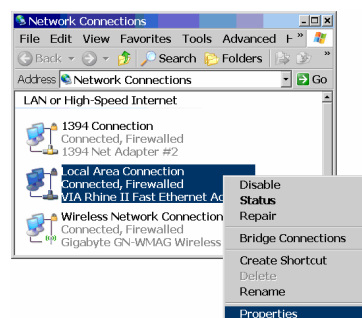 Network Connections
File Edit View Favorites Tools Advanced H »
Back Search Folders »
Address Network Connections Go
LAN or High-Speed Internet
1394 Connection
Connected, Firewalled
1394 Net Adapter #2
Local Area Connection
Connected, Firewalled
VIA Rhine II Fast Ethernet Ad
Wireless Network Connection
Connected, Firewalled
Gigabyte GN-WMAG Wireless
Disable
Status
Repair
Bridge Connections
Create Shortcut
Delete
Rename
Properties